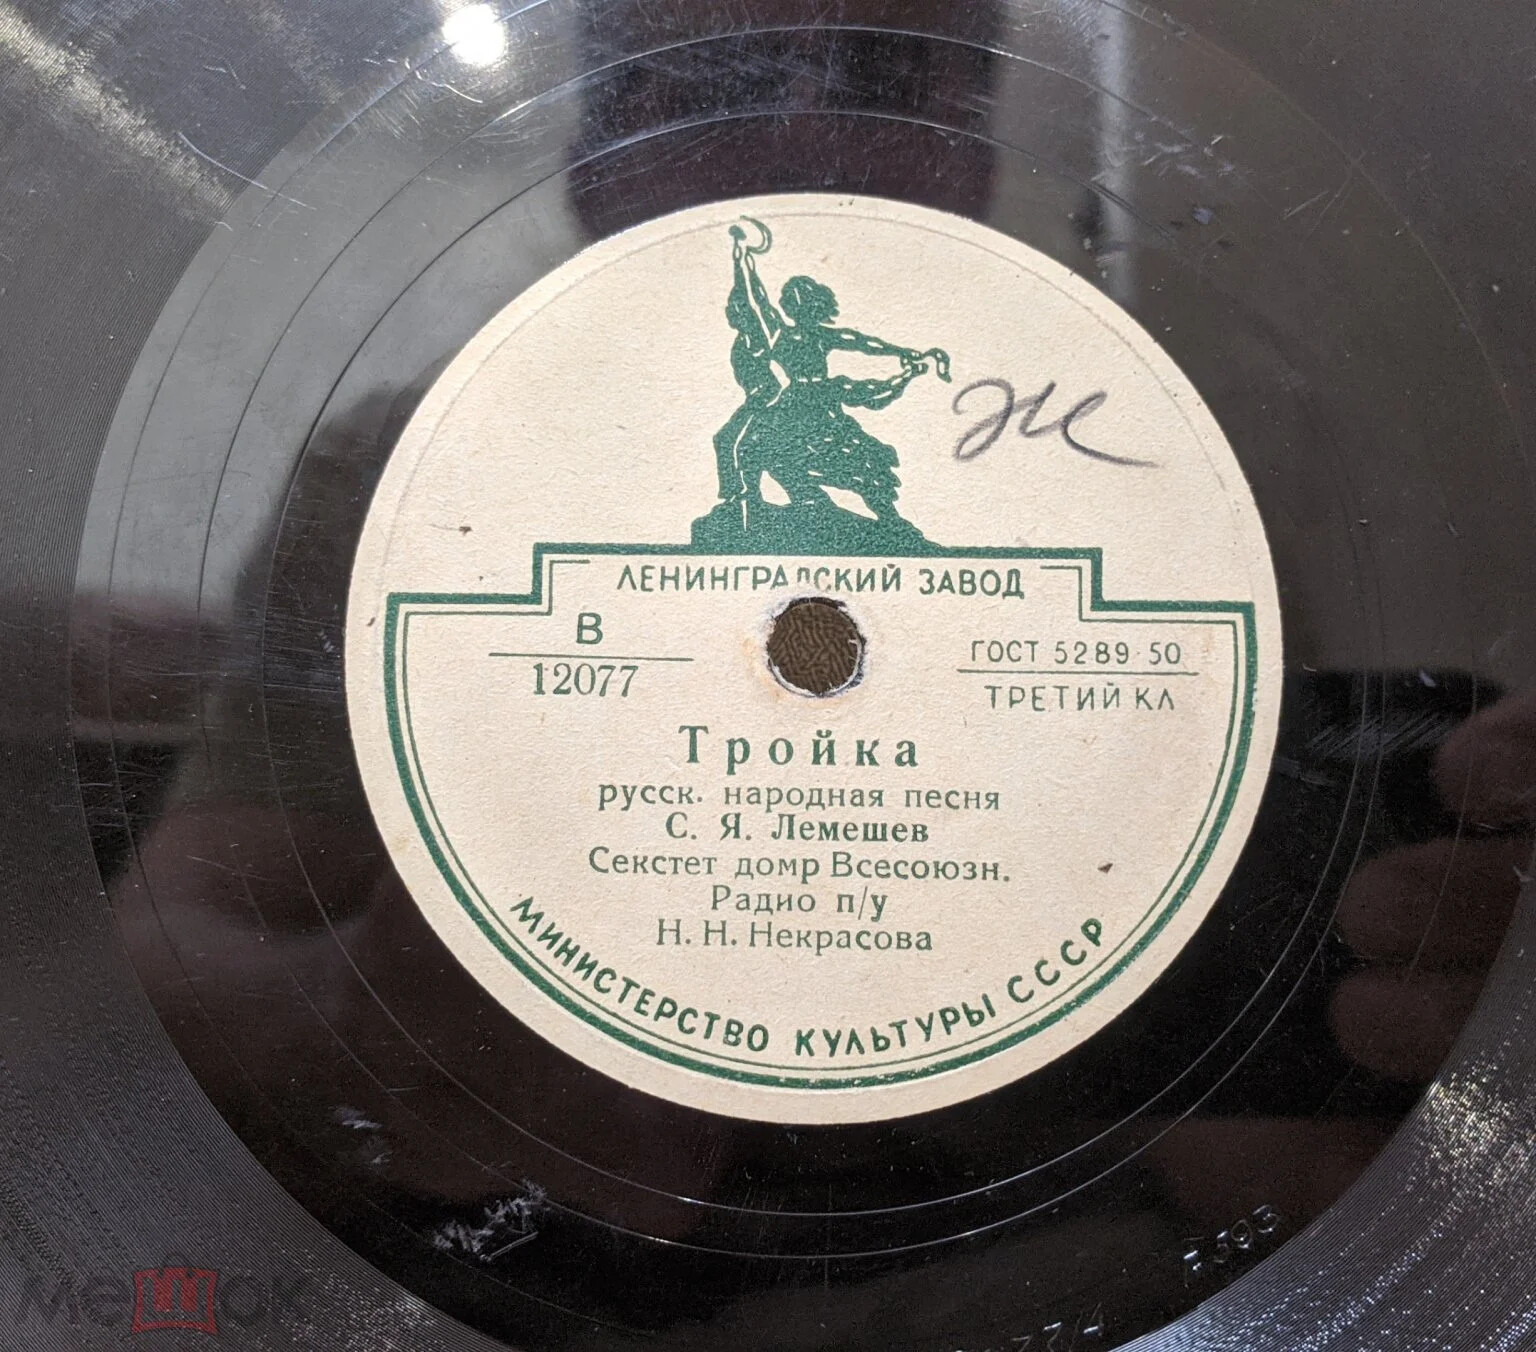 Ж
ЛЕНИНГРАДСКИЙ ЗАВОД
В
12077
ГОСТ 5289-50
ТРЕТИЙ КЛ
Тройка
русск. народная песня
С. Я. Лемешев
Секстет домр Всесоюзн.
Радио п/у
Н. Н. Некрасова
МИНИСТЕРСТВО КУЛЬТУРЫ СССР
мешок